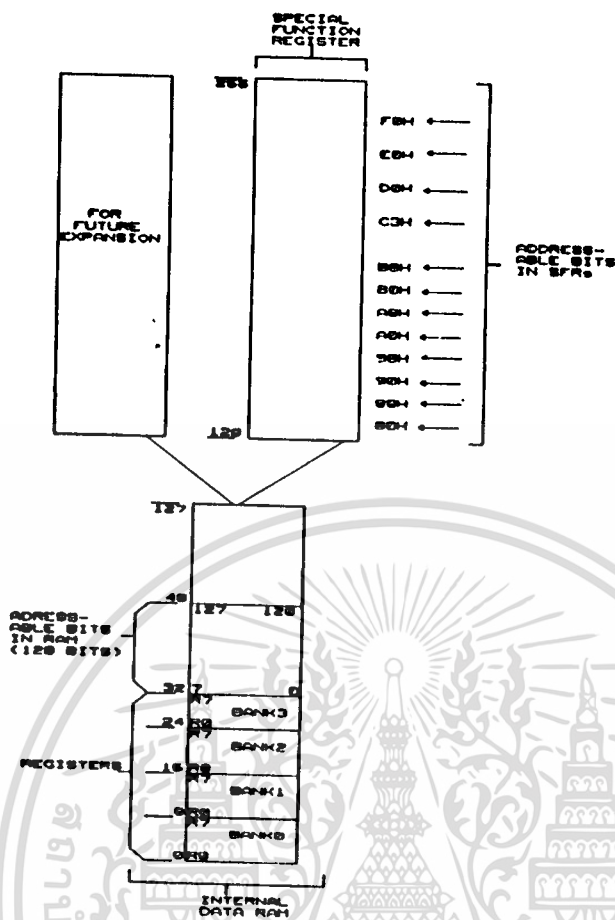 SPECIAL
FUNCTION
REGISTER
255
FOR
FUTURE
EXPANSION
F0H
E0H
D0H
C3H
B8H
B0H
A8H
A0H
98H
90H
88H
80H
ADDRESS-
ABLE BITS
IN SFRs
128
127
48
127 120
ADRESS-
ABLE BITS
IN RAM
(128 BITS)
32 7 0
R7
BANK3
24 R0
R7
BANK2
REGISTERS
16 R0
R7
BANK1
8 R0
R7
BANK0
0 R0
INTERNAL
DATA RAM